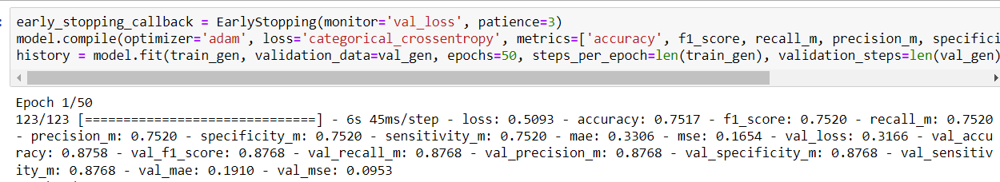 early_stopping_callback = EarlyStopping(monitor='val_loss', patience=3)
model.compile(optimizer='adam', loss='categorical_crossentropy', metrics=['accuracy', f1_score, recall_m, precision_m, specifici
history = model.fit(train_gen, validation_data=val_gen, epochs=50, steps_per_epoch=len(train_gen), validation_steps=len(val_gen)
Epoch 1/50
123/123 [==============================] - 6s 45ms/step - loss: 0.5093 - accuracy: 0.7517 - f1_score: 0.7520 - recall_m: 0.7520
- precision_m: 0.7520 - specificity_m: 0.7520 - sensitivity_m: 0.7520 - mae: 0.3306 - mse: 0.1654 - val_loss: 0.3166 - val_accu
racy: 0.8758 - val_f1_score: 0.8768 - val_recall_m: 0.8768 - val_precision_m: 0.8768 - val_specificity_m: 0.8768 - val_sensitiv
ity_m: 0.8768 - val_mae: 0.1910 - val_mse: 0.0953